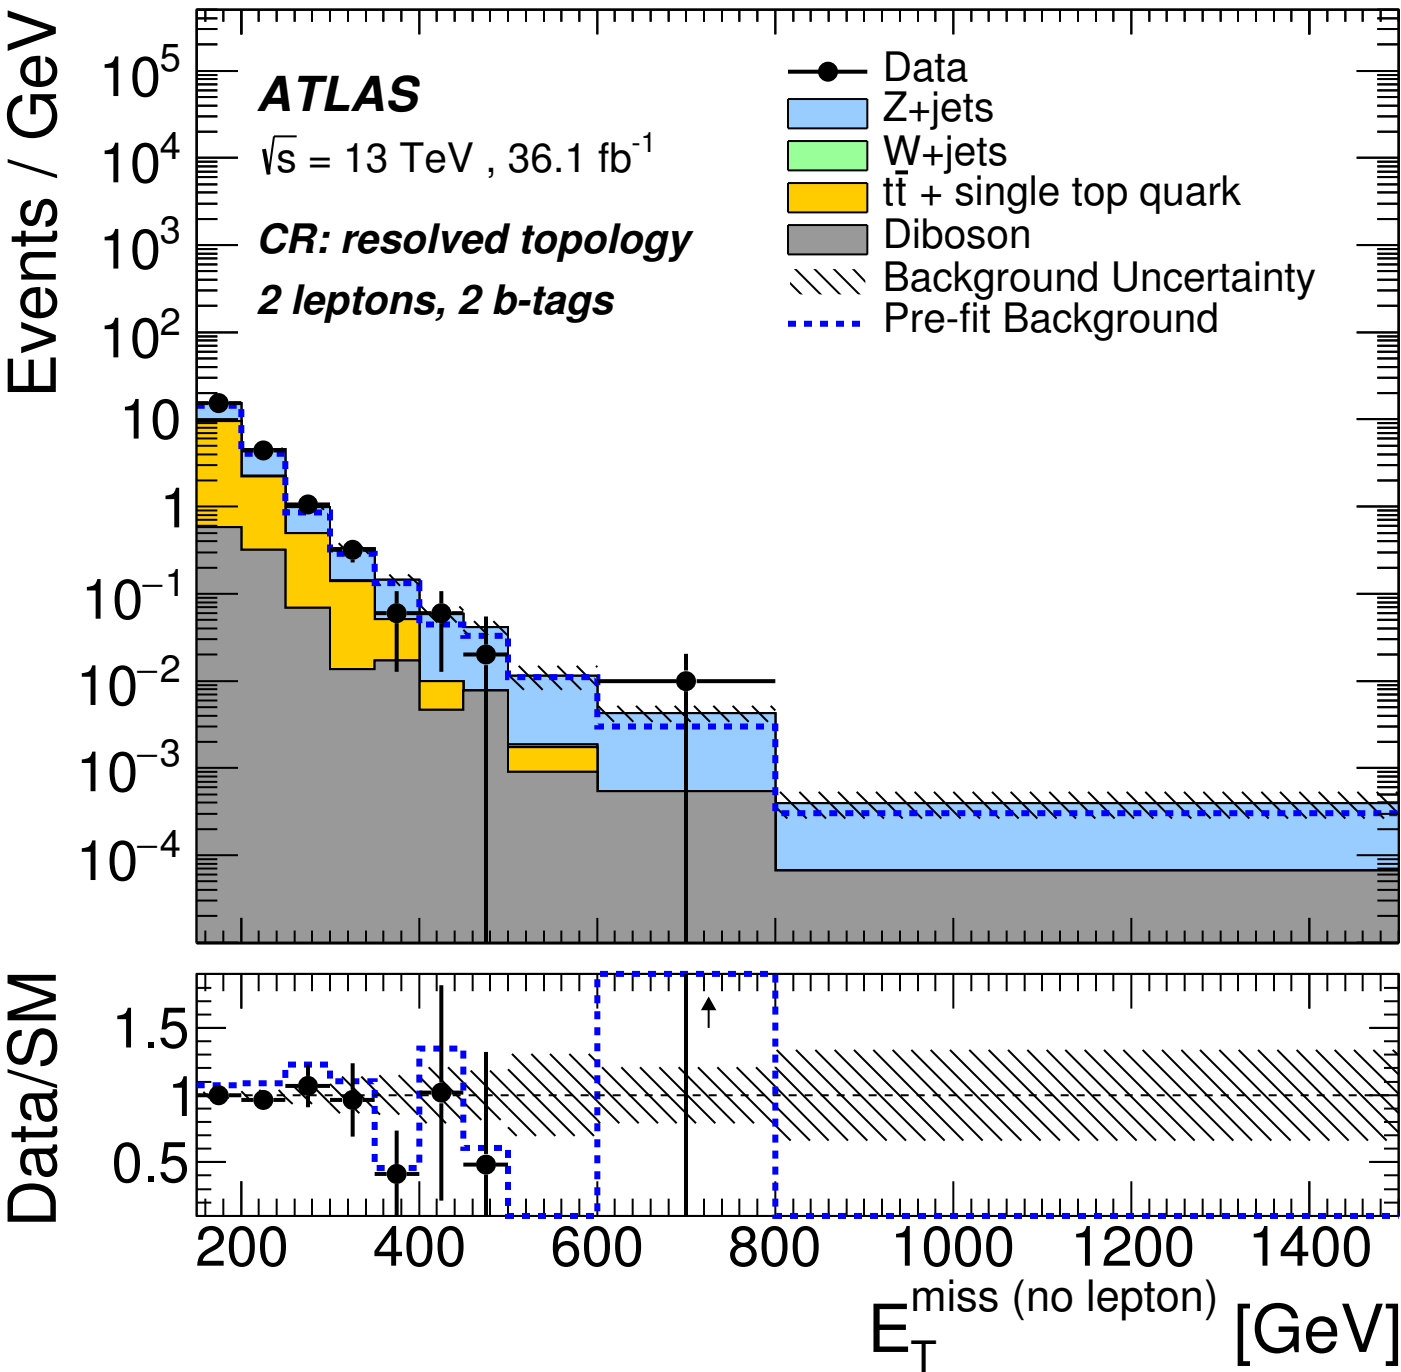 Events / GeV
10⁵
10⁴
10³
10²
10
1
10⁻¹
10⁻²
10⁻³
10⁻⁴
ATLAS
√s = 13 TeV , 36.1 fb⁻¹
CR: resolved topology
2 leptons, 2 b-tags
Data
Z+jets
W+jets
tt̄ + single top quark
Diboson
Background Uncertainty
Pre-fit Background
Data/SM
1.5
1
0.5
200 400 600 800 1000 1200 1400
E_T^miss (no lepton) [GeV]